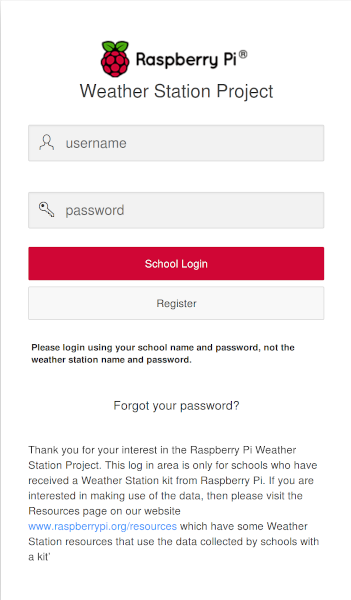 Raspberry Pi®
Weather Station Project
username
password
School Login
Register
Please login using your school name and password, not the
weather station name and password.
Forgot your password?
Thank you for your interest in the Raspberry Pi Weather
Station Project. This log in area is only for schools who have
received a Weather Station kit from Raspberry Pi. If you are
interested in making use of the data, then please visit the
Resources page on our website
www.raspberrypi.org/resources which have some Weather
Station resources that use the data collected by schools with
a kit'